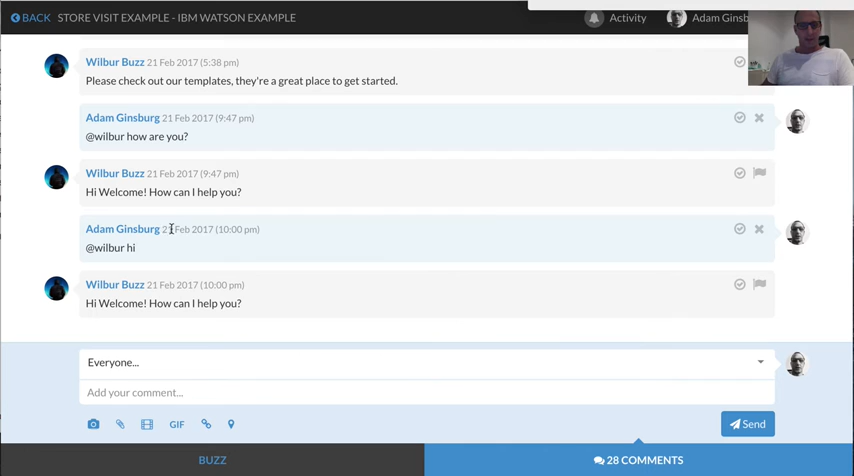 BACK STORE VISIT EXAMPLE - IBM WATSON EXAMPLE Activity Adam Ginsb
Wilbur Buzz 21 Feb 2017 (5:38 pm)
Please check out our templates, they're a great place to get started.
Adam Ginsburg 21 Feb 2017 (9:47 pm)
@wilbur how are you?
Wilbur Buzz 21 Feb 2017 (9:47 pm)
Hi Welcome! How can I help you?
Adam Ginsburg 21 Feb 2017 (10:00 pm)
@wilbur hi
Wilbur Buzz 21 Feb 2017 (10:00 pm)
Hi Welcome! How can I help you?
Everyone...
Add your comment...
GIF Send
BUZZ 28 COMMENTS